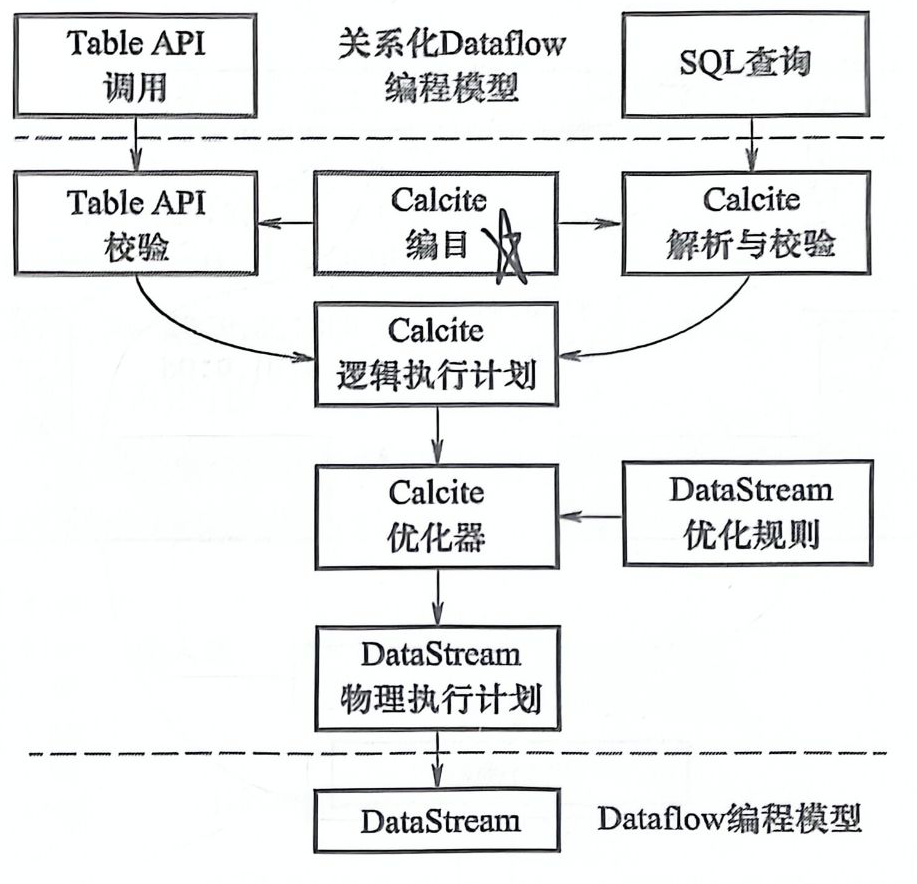 Table API
调用
关系化Dataflow
编程模型
SQL查询
Table API
校验
Calcite
编目
Calcite
解析与校验
Calcite
逻辑执行计划
Calcite
优化器
DataStream
优化规则
DataStream
物理执行计划
DataStream
Dataflow编程模型